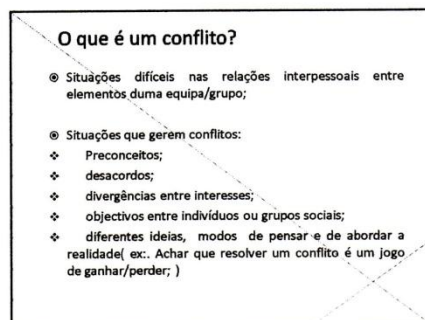 O que é um conflito?
◉ Situações difíceis nas relações interpessoais entre
elementos duma equipa/grupo;
◉ Situações que gerem conflitos:
❖ Preconceitos;
❖ desacordos;
❖ divergências entre interesses;
❖ objectivos entre indivíduos ou grupos sociais;
❖ diferentes ideias, modos de pensar e de abordar a
realidade( ex:. Achar que resolver um conflito é um jogo
de ganhar/perder; )